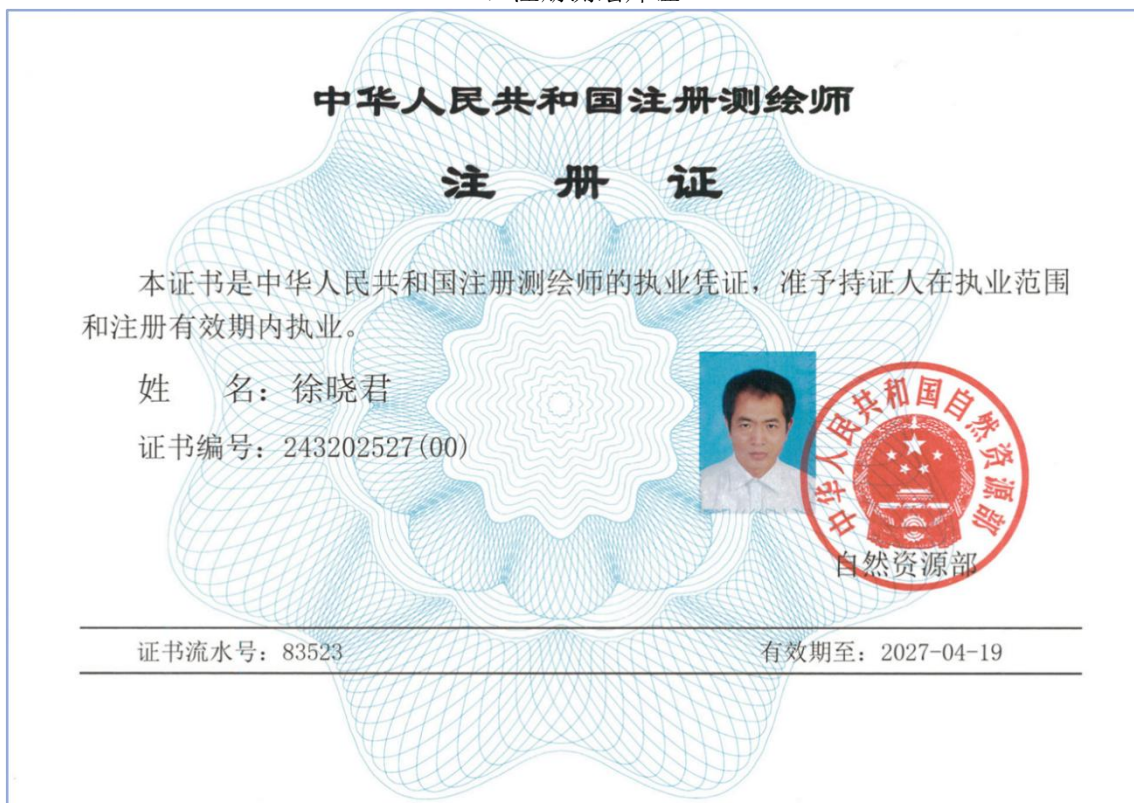 中华人民共和国注册测绘师
注 册 证
本证书是中华人民共和国注册测绘师的执业凭证，准予持证人在执业范围
和注册有效期内执业。
姓 名：徐晓君
证书编号：243202527(00)
中华人民共和国自然资源部
自然资源部
证书流水号：83523
有效期至：2027-04-19